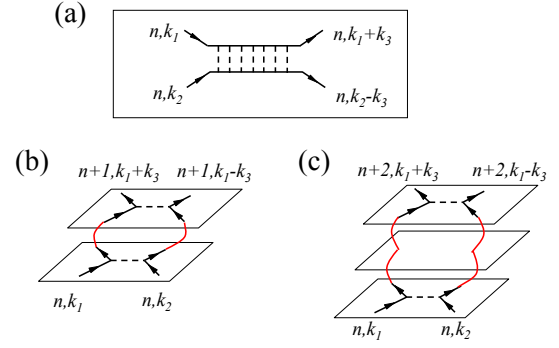 (a)
n,k₁ n,k₁+k₃
n,k₂ n,k₂-k₃
(b) (c)
n+1,k₁+k₃ n+1,k₁-k₃ n+2,k₁+k₃ n+2,k₁-k₃
n,k₁ n,k₂ n,k₁ n,k₂